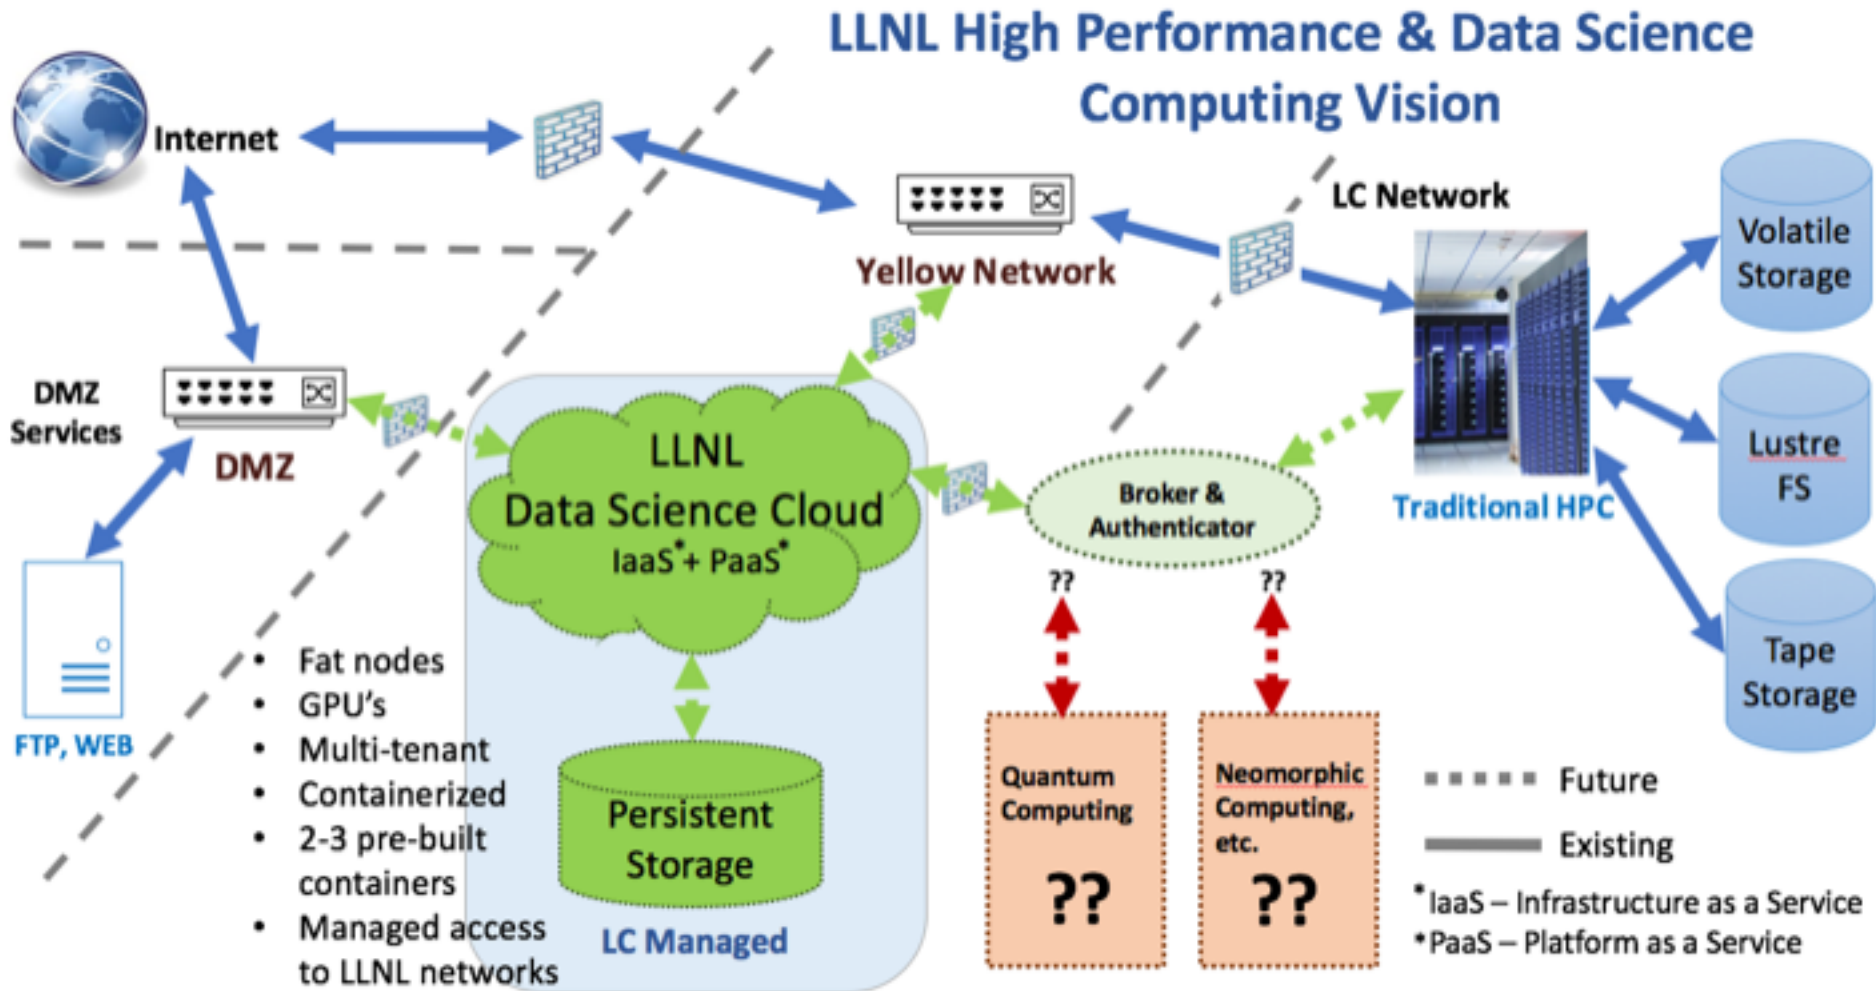 LLNL High Performance & Data Science
Computing Vision
Internet
LC Network
Yellow Network
Volatile
Storage
DMZ
Services
DMZ
LLNL
Data Science Cloud
IaaS*+ PaaS*
Broker &
Authenticator
Traditional HPC
Lustre
FS
??
??
FTP, WEB
• Fat nodes
• GPU's
• Multi-tenant
• Containerized
• 2-3 pre-built
containers
• Managed access
to LLNL networks
Persistent
Storage
LC Managed
Quantum
Computing
??
Neomorphic
Computing,
etc.
??
Tape
Storage
Future
Existing
*IaaS – Infrastructure as a Service
*PaaS – Platform as a Service